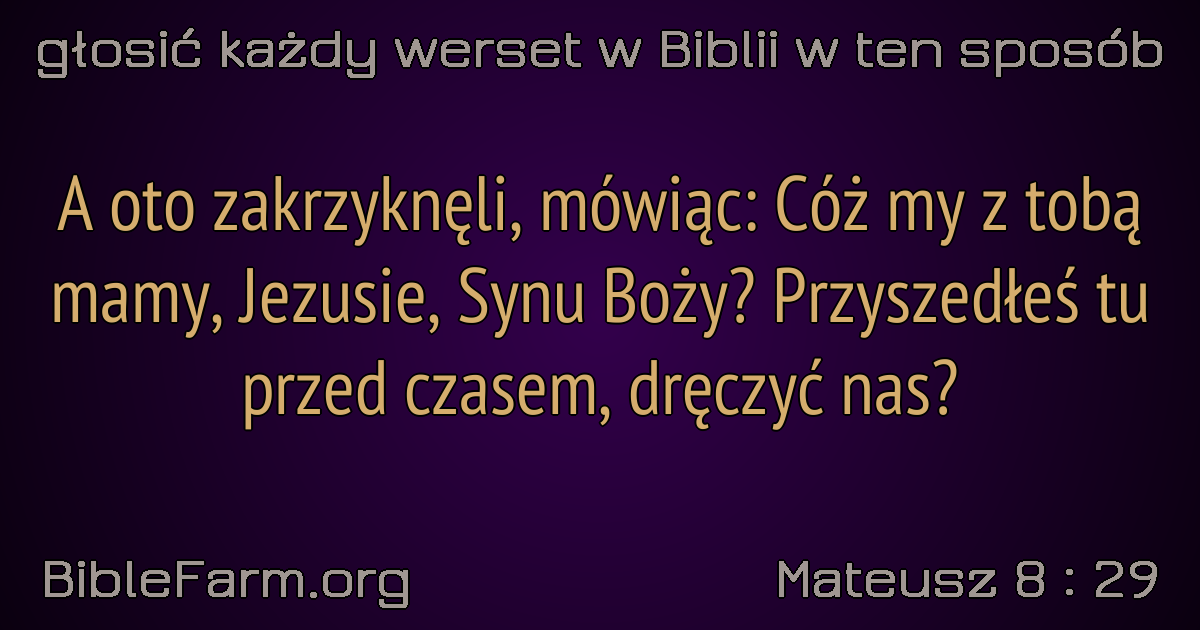 głosić każdy werset w Biblii w ten sposób
A oto zakrzyknęli, mówiąc: Cóż my z tobą
mamy, Jezusie, Synu Boży? Przyszedłeś tu
przed czasem, dręczyć nas?
BibleFarm.org
Mateusz 8 : 29